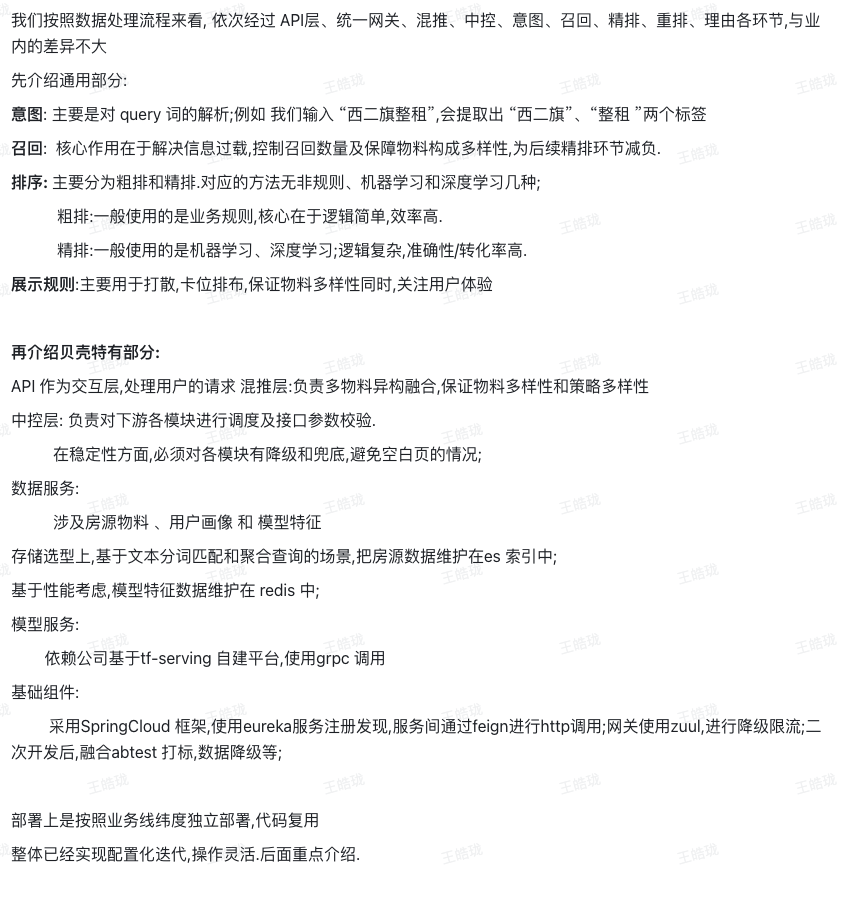 我们按照数据处理流程来看, 依次经过 API层、统一网关、混推、中控、意图、召回、精排、重排、理由各环节,与业
内的差异不大
先介绍通用部分:
意图: 主要是对 query 词的解析;例如 我们输入 “西二旗整租”,会提取出 “西二旗”、“整租 ”两个标签
召回:  核心作用在于解决信息过载,控制召回数量及保障物料构成多样性,为后续精排环节减负.
排序: 主要分为粗排和精排.对应的方法无非规则、机器学习和深度学习几种;
粗排:一般使用的是业务规则,核心在于逻辑简单,效率高.
精排:一般使用的是机器学习、深度学习;逻辑复杂,准确性/转化率高.
展示规则:主要用于打散,卡位排布,保证物料多样性同时,关注用户体验
再介绍贝壳特有部分:
API 作为交互层,处理用户的请求 混推层:负责多物料异构融合,保证物料多样性和策略多样性
中控层: 负责对下游各模块进行调度及接口参数校验.
在稳定性方面,必须对各模块有降级和兜底,避免空白页的情况;
数据服务:
涉及房源物料 、用户画像 和 模型特征
存储选型上,基于文本分词匹配和聚合查询的场景,把房源数据维护在es 索引中;
基于性能考虑,模型特征数据维护在 redis 中;
模型服务:
依赖公司基于tf-serving 自建平台,使用grpc 调用
基础组件:
采用SpringCloud 框架,使用eureka服务注册发现,服务间通过feign进行http调用;网关使用zuul,进行降级限流;二
次开发后,融合abtest 打标,数据降级等;
部署上是按照业务线纬度独立部署,代码复用
整体已经实现配置化迭代,操作灵活.后面重点介绍.
王皓珑